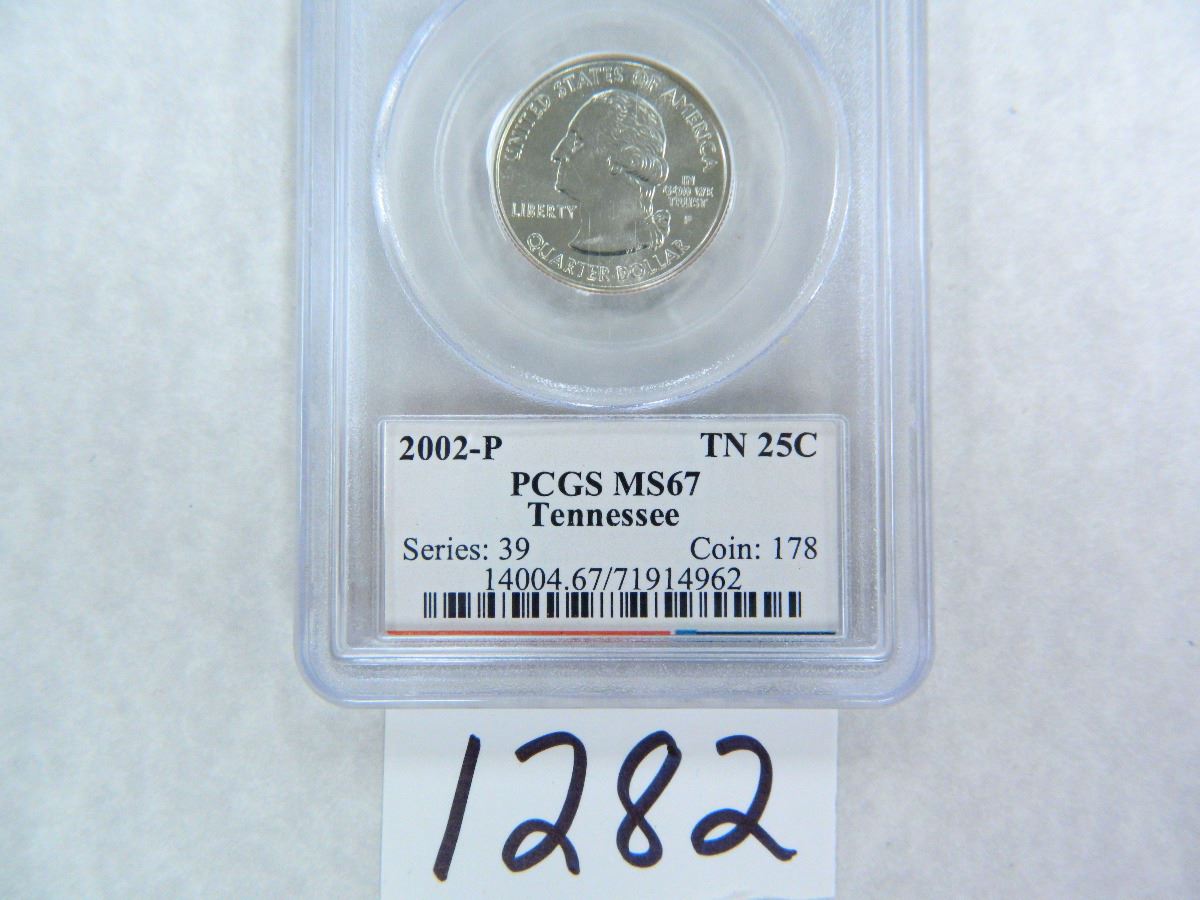 UNITED STATES OF AMERICA
LIBERTY
IN
GOD WE
TRUST
P
QUARTER DOLLAR
2002-P TN 25C
PCGS MS67
Tennessee
Series: 39 Coin: 178
14004.67/71914962
1282